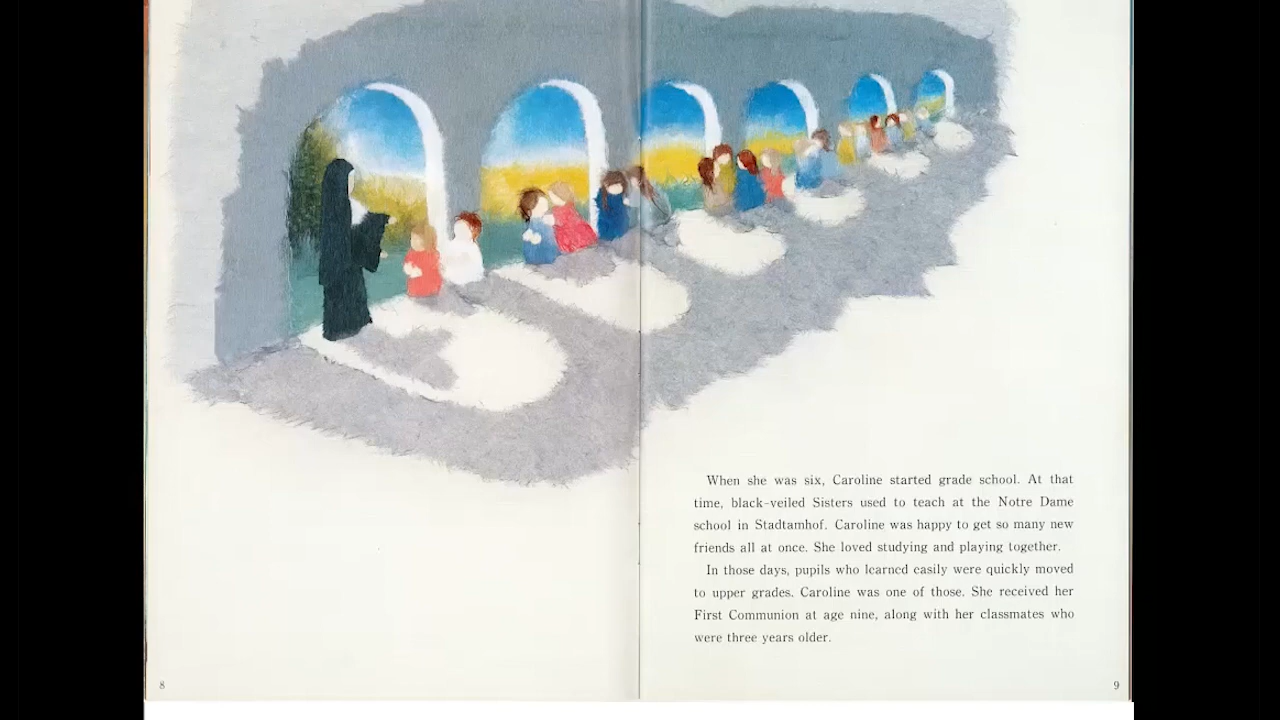 When she was six, Caroline started grade school. At that
time, black-veiled Sisters used to teach at the Notre Dame
school in Stadtamhof. Caroline was happy to get so many new
friends all at once. She loved studying and playing together.
In those days, pupils who learned easily were quickly moved
to upper grades. Caroline was one of those. She received her
First Communion at age nine, along with her classmates who
were three years older.
8
9